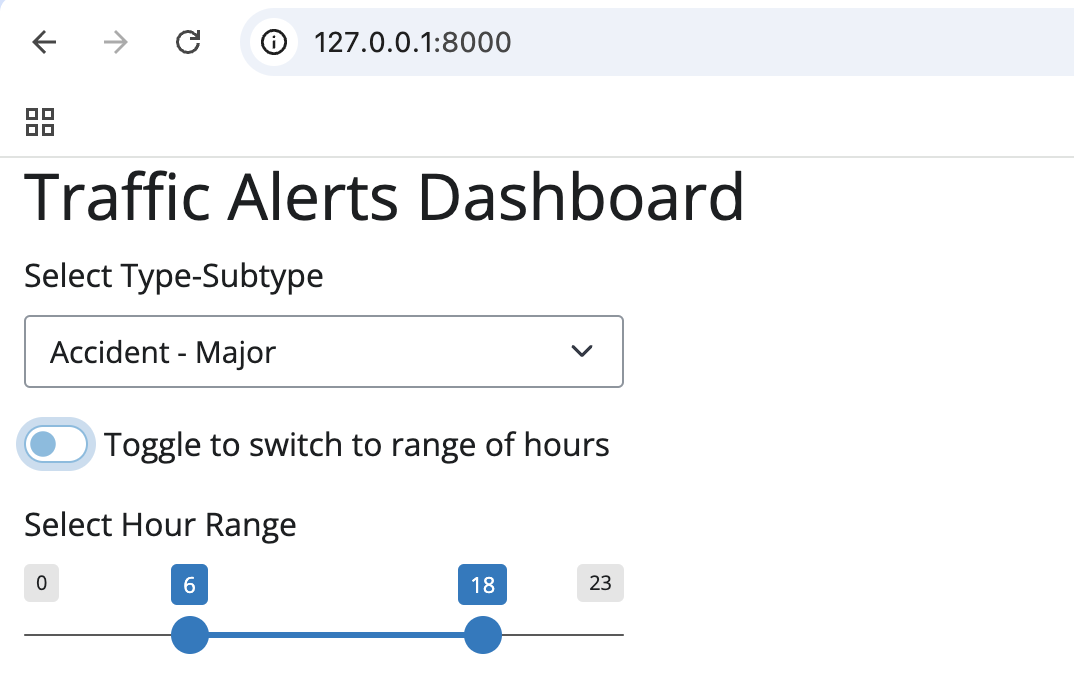 127.0.0.1:8000
Traffic Alerts Dashboard
Select Type-Subtype
Accident - Major
Toggle to switch to range of hours
Select Hour Range
0 6 18 23